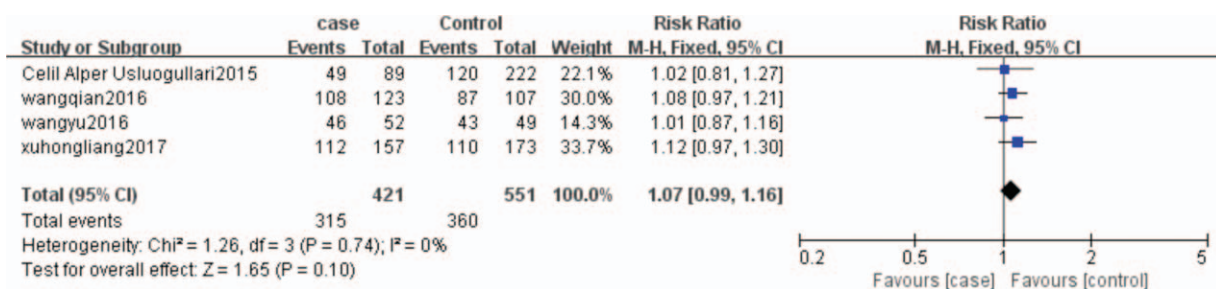 case Control Risk Ratio Risk Ratio
Study or Subgroup Events Total Events Total Weight M-H, Fixed, 95% CI M-H, Fixed, 95% CI
Celil Alper Usluogullari2015 49 89 120 222 22.1% 1.02 [0.81, 1.27]
wangqian2016 108 123 87 107 30.0% 1.08 [0.97, 1.21]
wangyu2016 46 52 43 49 14.3% 1.01 [0.87, 1.16]
xuhongliang2017 112 157 110 173 33.7% 1.12 [0.97, 1.30]
Total (95% CI) 421 551 100.0% 1.07 [0.99, 1.16]
Total events 315 360
Heterogeneity: Chi² = 1.26, df = 3 (P = 0.74); I² = 0%
Test for overall effect: Z = 1.65 (P = 0.10)
0.2 0.5 1 2 5
Favours [case] Favours [control]